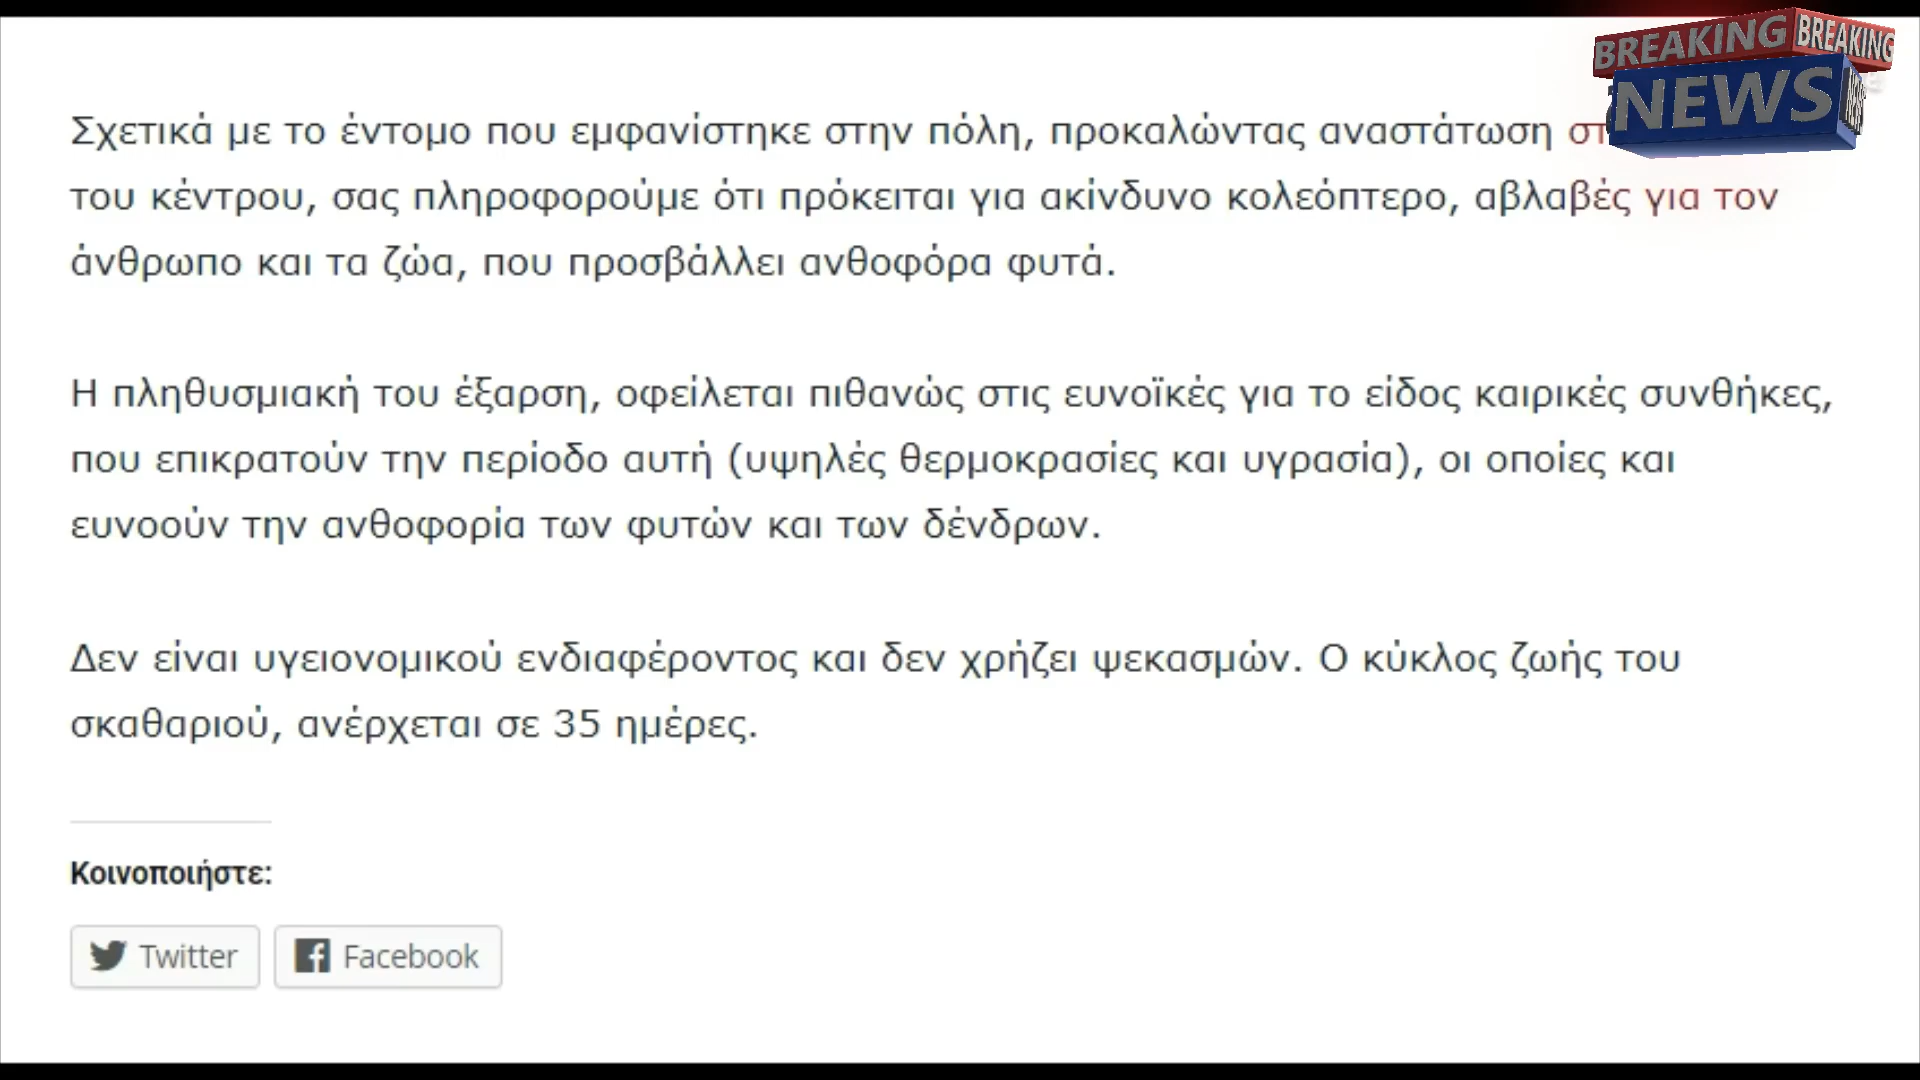 BREAKING BREAKING
NEWS NEWS
Σχετικά με το έντομο που εμφανίστηκε στην πόλη, προκαλώντας αναστάτωση
του κέντρου, σας πληροφορούμε ότι πρόκειται για ακίνδυνο κολεόπτερο, αβλαβές για τον
άνθρωπο και τα ζώα, που προσβάλλει ανθοφόρα φυτά.
Η πληθυσμιακή του έξαρση, οφείλεται πιθανώς στις ευνοϊκές για το είδος καιρικές συνθήκες,
που επικρατούν την περίοδο αυτή (υψηλές θερμοκρασίες και υγρασία), οι οποίες και
ευνοούν την ανθοφορία των φυτών και των δένδρων.
Δεν είναι υγειονομικού ενδιαφέροντος και δεν χρήζει ψεκασμών. Ο κύκλος ζωής του
σκαθαριού, ανέρχεται σε 35 ημέρες.
Κοινοποιήστε:
Twitter Facebook